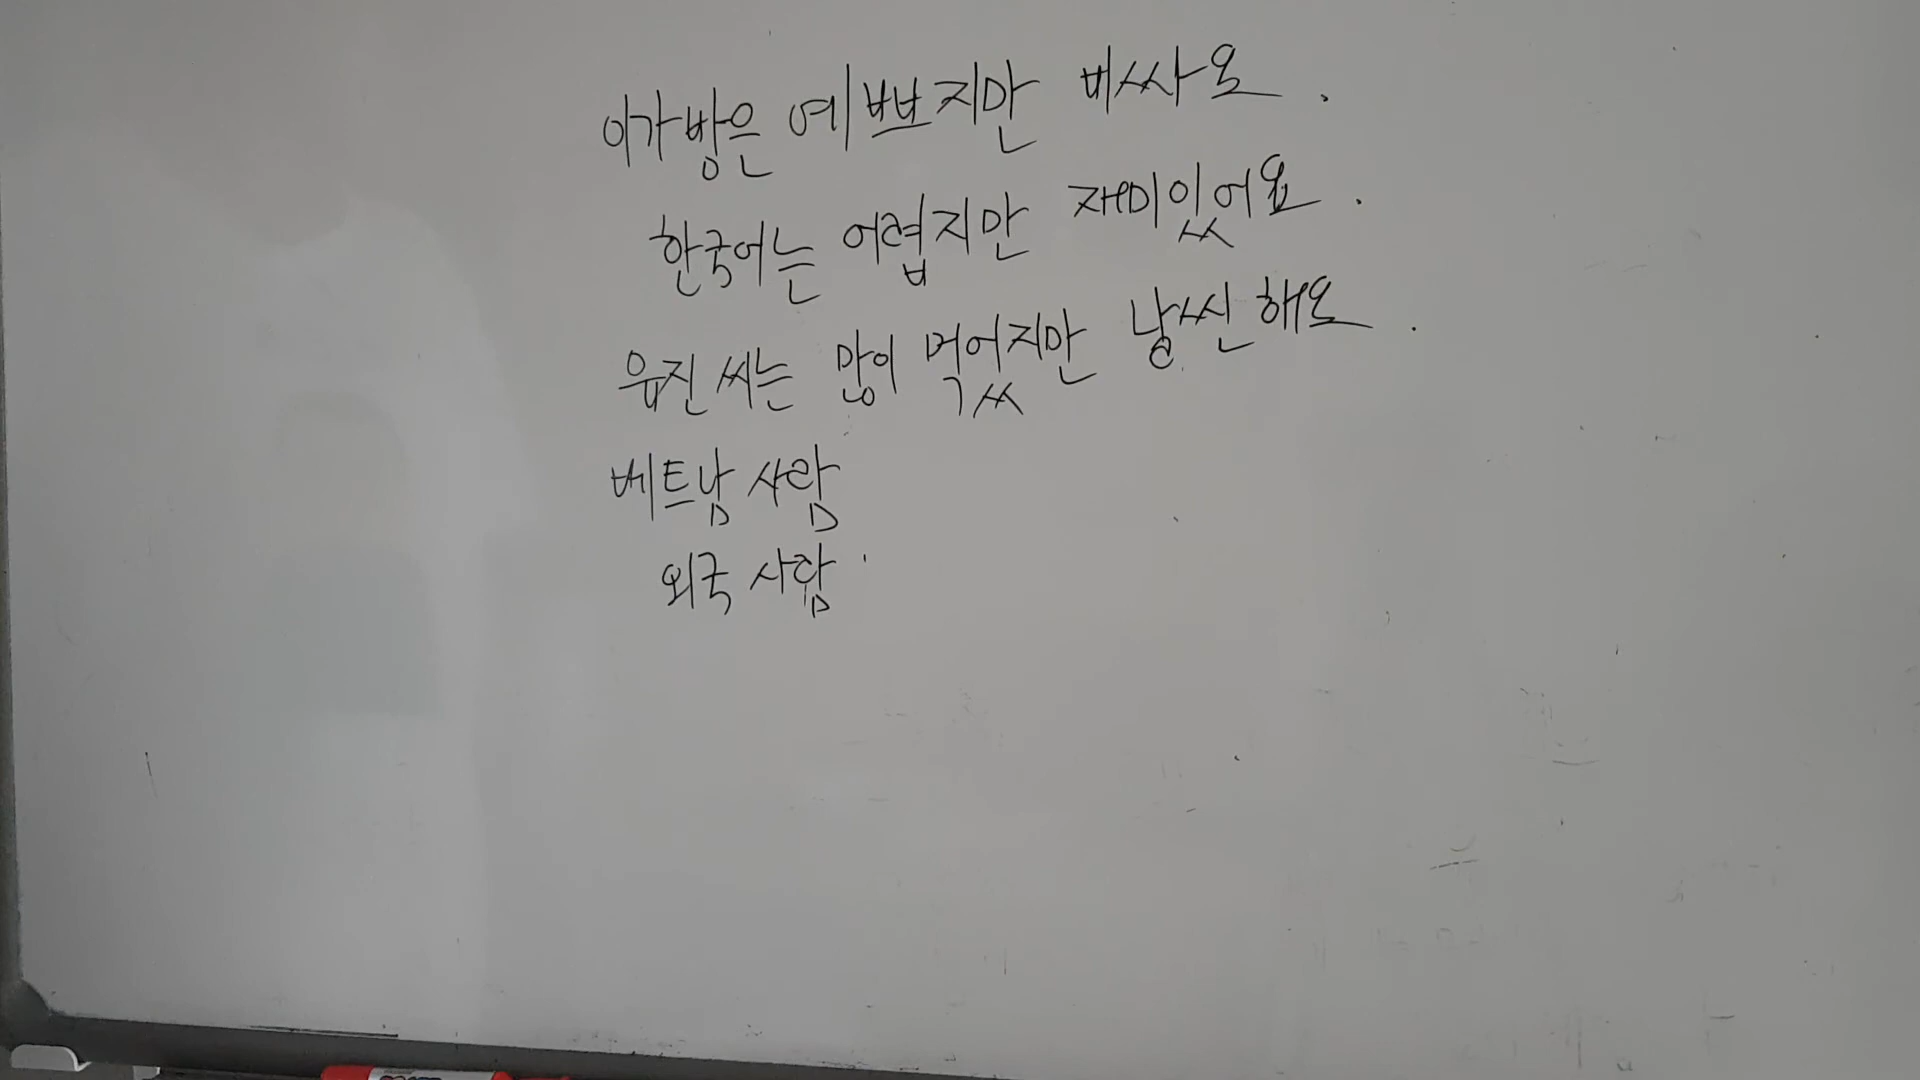 이가방은 예쁘지만 비싸요.
한국어는 어렵지만 재미있어요.
유진 씨는 많이 먹었지만 날씬해요.
베트남 사람
외국 사람